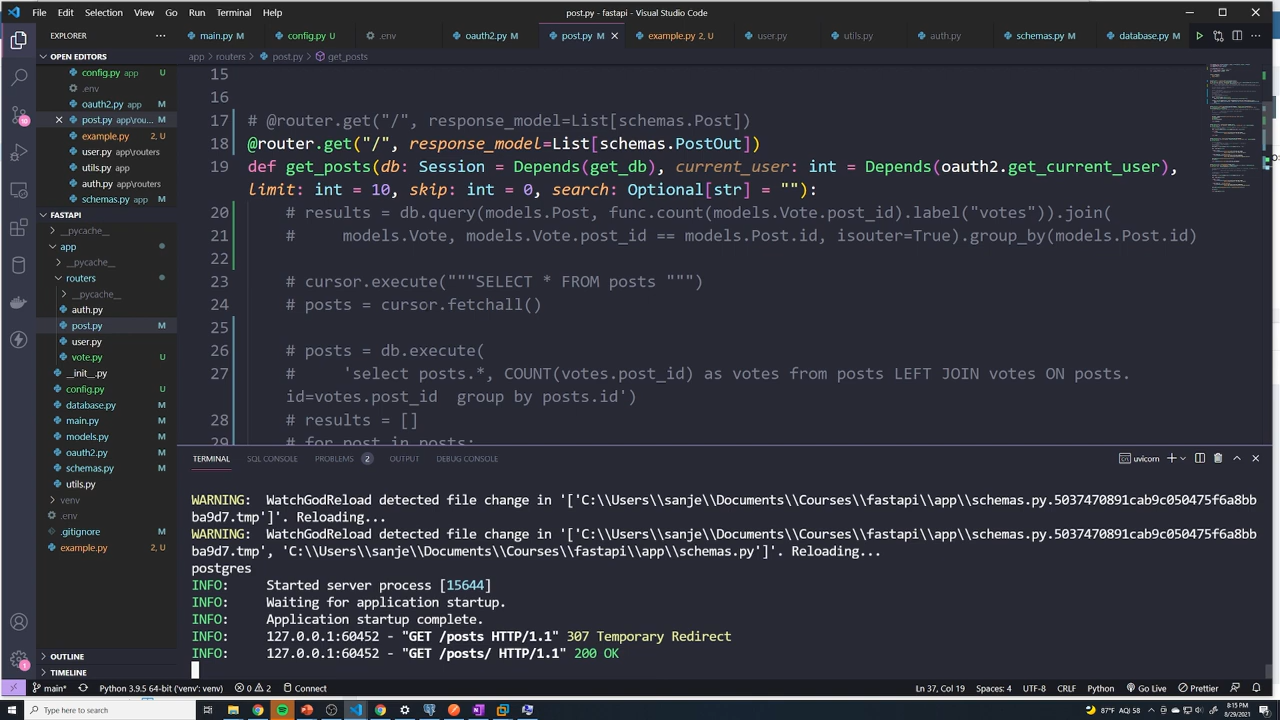 File Edit Selection View Go Run Terminal Help
post.py - fastapi - Visual Studio Code
EXPLORER
main.py M
config.py U
.env
oauth2.py M
post.py M
example.py 2, U
user.py
utils.py
auth.py
schemas.py M
database.py M
OPEN EDITORS
config.py app U
.env
oauth2.py app M
post.py app\rou... M
example.py 2, U
user.py app\routers
utils.py app
auth.py app\routers
schemas.py app M
FASTAPI
__pycache__
app
__pycache__
routers
__pycache__
auth.py
post.py M
user.py
vote.py U
__init__.py
config.py U
database.py M
main.py M
models.py M
oauth2.py M
schemas.py M
utils.py
venv
.env
.gitignore M
example.py 2, U
OUTLINE
TIMELINE
app > routers > post.py > get_posts
15
16
17 # @router.get("/", response_model=List[schemas.Post])
18 @router.get("/", response_model=List[schemas.PostOut])
19 def get_posts(db: Session = Depends(get_db), current_user: int = Depends(oauth2.get_current_user),
limit: int = 10, skip: int = 0, search: Optional[str] = ""):
20 # results = db.query(models.Post, func.count(models.Vote.post_id).label("votes")).join(
21 # models.Vote, models.Vote.post_id == models.Post.id, isouter=True).group_by(models.Post.id)
22
23 # cursor.execute("""SELECT * FROM posts """)
24 # posts = cursor.fetchall()
25
26 # posts = db.execute(
27 # 'select posts.*, COUNT(votes.post_id) as votes from posts LEFT JOIN votes ON posts.
id=votes.post_id group by posts.id')
28 # results = []
29 # for post in posts:
TERMINAL SQL CONSOLE PROBLEMS 2 OUTPUT DEBUG CONSOLE
uvicorn
WARNING: WatchGodReload detected file change in '['C:\\Users\\sanje\\Documents\\Courses\\fastapi\\app\\schemas.py.5037470891cab9c050475f6a8bb
ba9d7.tmp']'. Reloading...
WARNING: WatchGodReload detected file change in '['C:\\Users\\sanje\\Documents\\Courses\\fastapi\\app\\schemas.py.5037470891cab9c050475f6a8bb
ba9d7.tmp', 'C:\\Users\\sanje\\Documents\\Courses\\fastapi\\app\\schemas.py']'. Reloading...
postgres
INFO: Started server process [15644]
INFO: Waiting for application startup.
INFO: Application startup complete.
INFO: 127.0.0.1:60452 - "GET /posts HTTP/1.1" 307 Temporary Redirect
INFO: 127.0.0.1:60452 - "GET /posts/ HTTP/1.1" 200 OK
main* Python 3.9.5 64-bit ('venv': venv) 0 2 Connect
Ln 37, Col 19 Spaces: 4 UTF-8 CRLF Python Go Live Prettier
Type here to search
87°F AQI 58
8:15 PM
8/29/2021